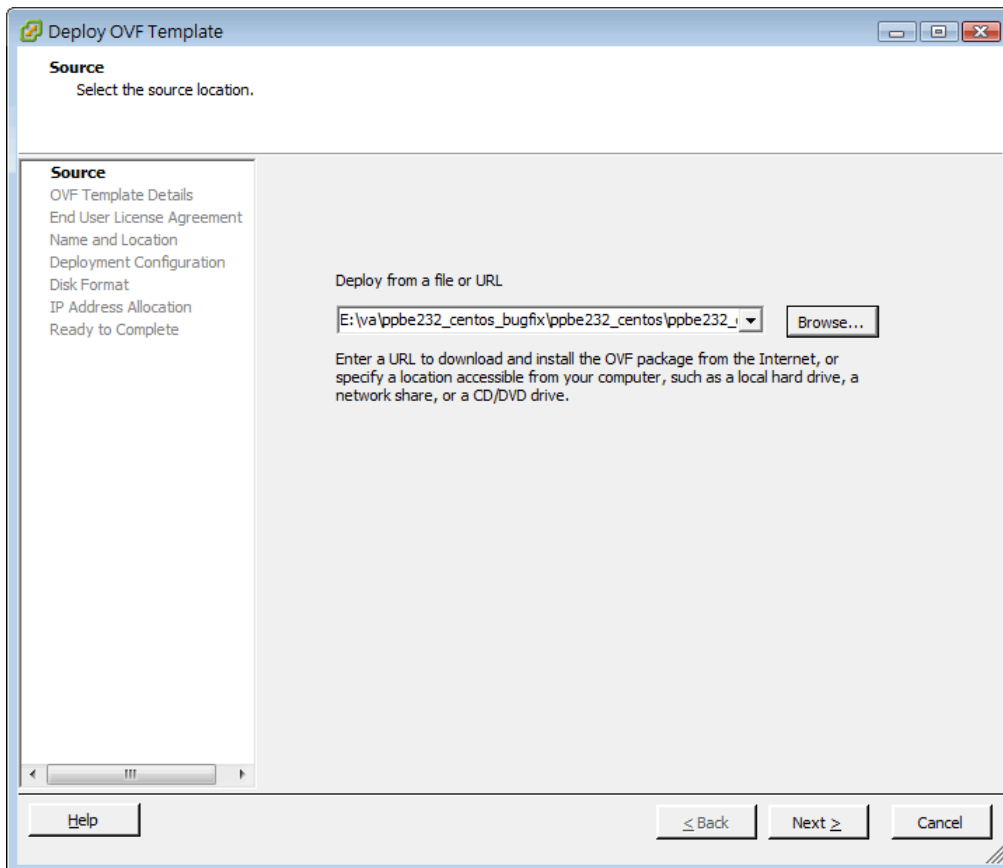 Deploy OVF Template
Source
Select the source location.
Source
OVF Template Details
End User License Agreement
Name and Location
Deployment Configuration
Disk Format
IP Address Allocation
Ready to Complete
Deploy from a file or URL
E:\va\ppbe232_centos_bugfix\ppbe232_centos\ppbe232_
Browse...
Enter a URL to download and install the OVF package from the Internet, or
specify a location accessible from your computer, such as a local hard drive, a
network share, or a CD/DVD drive.
Help
< Back
Next >
Cancel